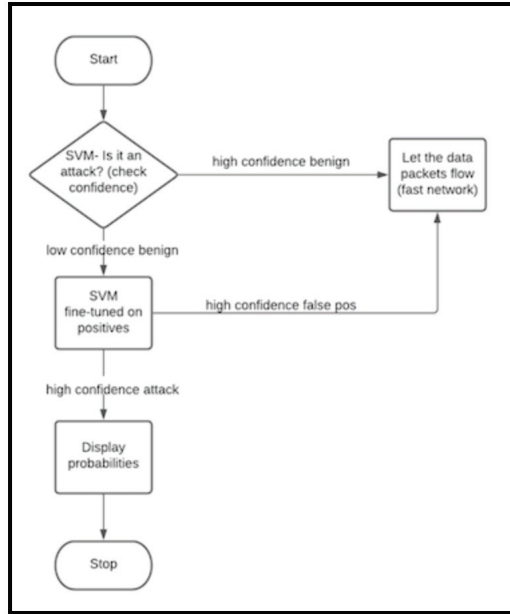 Start
SVM- Is it an
attack? (check
confidence)
high confidence benign
Let the data
packets flow
(fast network)
low confidence benign
SVM
fine-tuned on
positives
high confidence false pos
high confidence attack
Display
probabilities
Stop